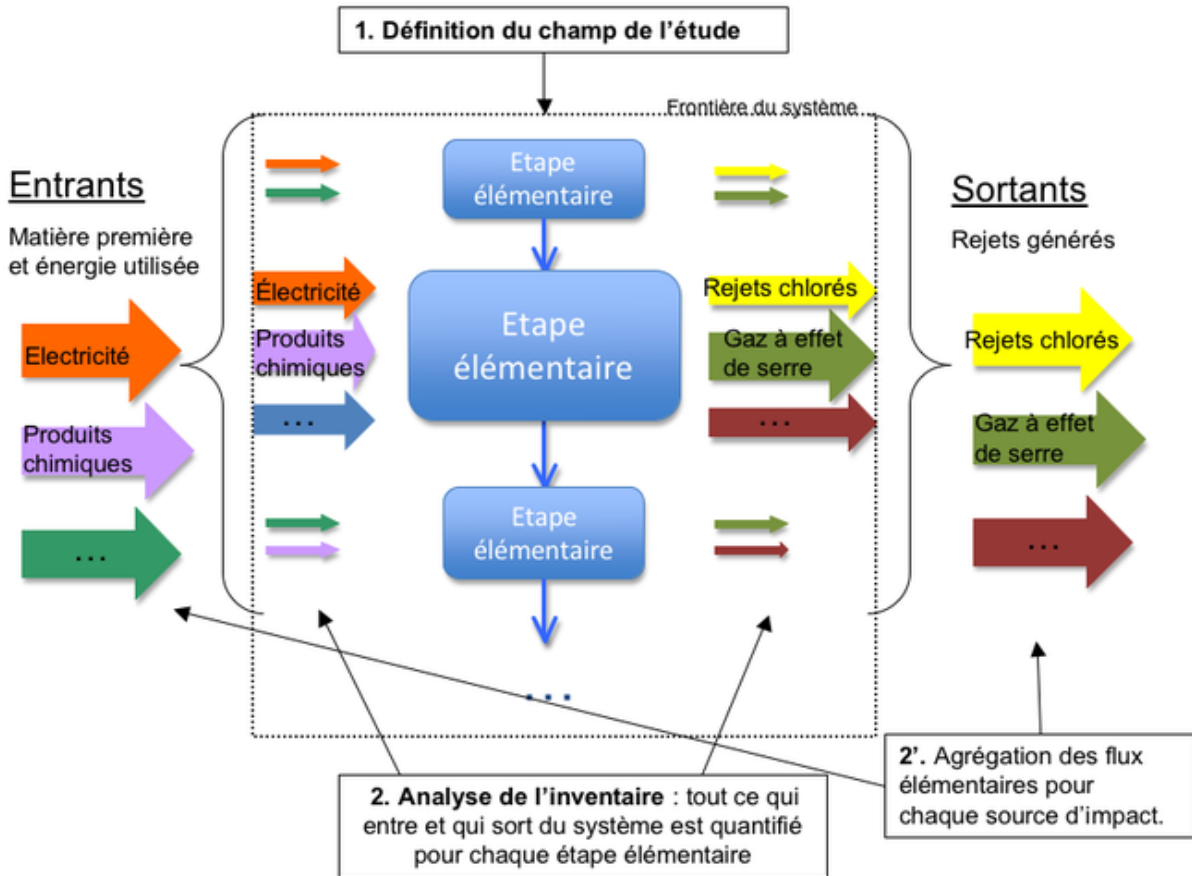 1. Définition du champ de l'étude
Frontière du système
Entrants
Matière première
et énergie utilisée
Electricité
Produits
chimiques
...
Électricité
Produits
chimiques
...
Etape
élémentaire
Etape
élémentaire
Etape
élémentaire
...
Rejets chlorés
Gaz à effet
de serre
...
Sortants
Rejets générés
Rejets chlorés
Gaz à effet
de serre
...
2. Analyse de l'inventaire : tout ce qui
entre et qui sort du système est quantifié
pour chaque étape élémentaire
2'. Agrégation des flux
élémentaires pour
chaque source d'impact.